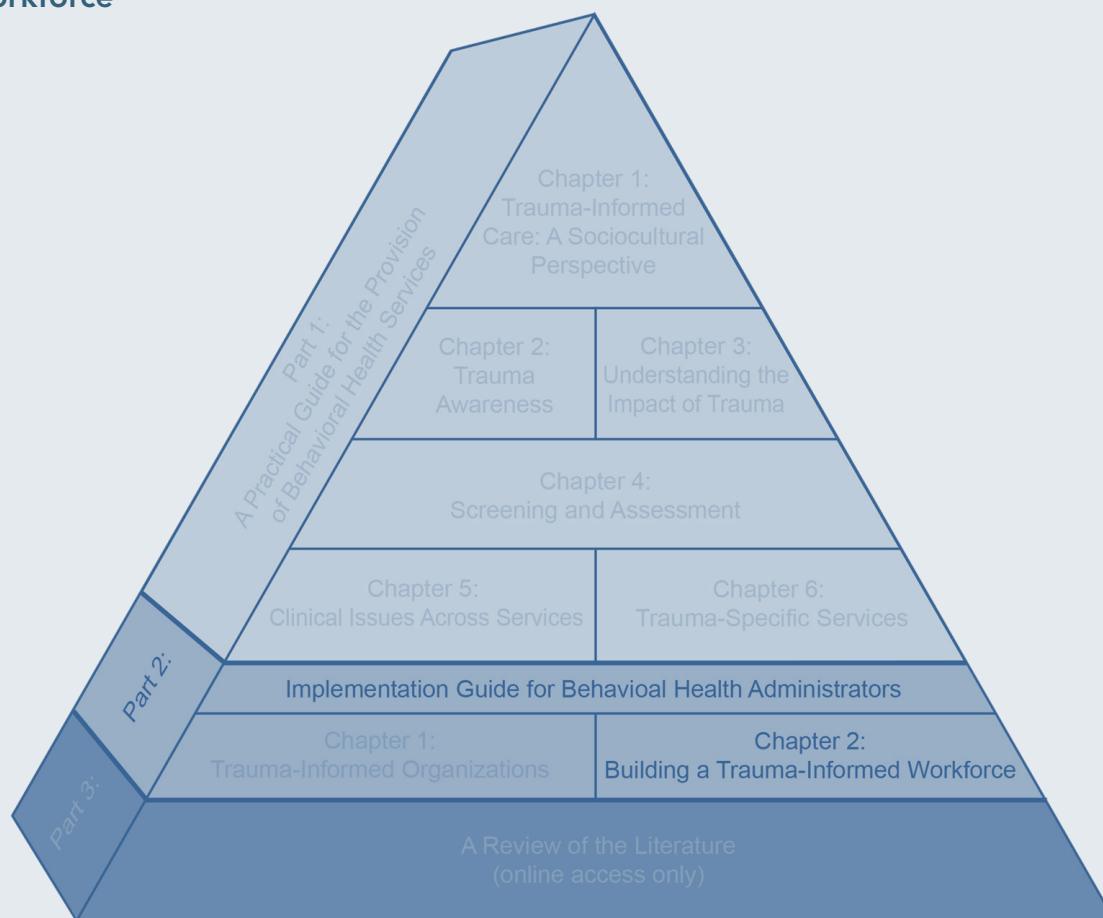 Chapter 1:
Trauma-Informed
Care: A Sociocultural
Perspective
Part 1:
A Practical Guide for the Provision
of Behavioral Health Services
Chapter 2:
Trauma
Awareness
Chapter 3:
Understanding the
Impact of Trauma
Chapter 4:
Screening and Assessment
Chapter 5:
Clinical Issues Across Services
Chapter 6:
Trauma-Specific Services
Part 2:
Implementation Guide for Behavioal Health Administrators
Chapter 1:
Trauma-Informed Organizations
Chapter 2:
Building a Trauma-Informed Workforce
Part 3:
A Review of the Literature
(online access only)